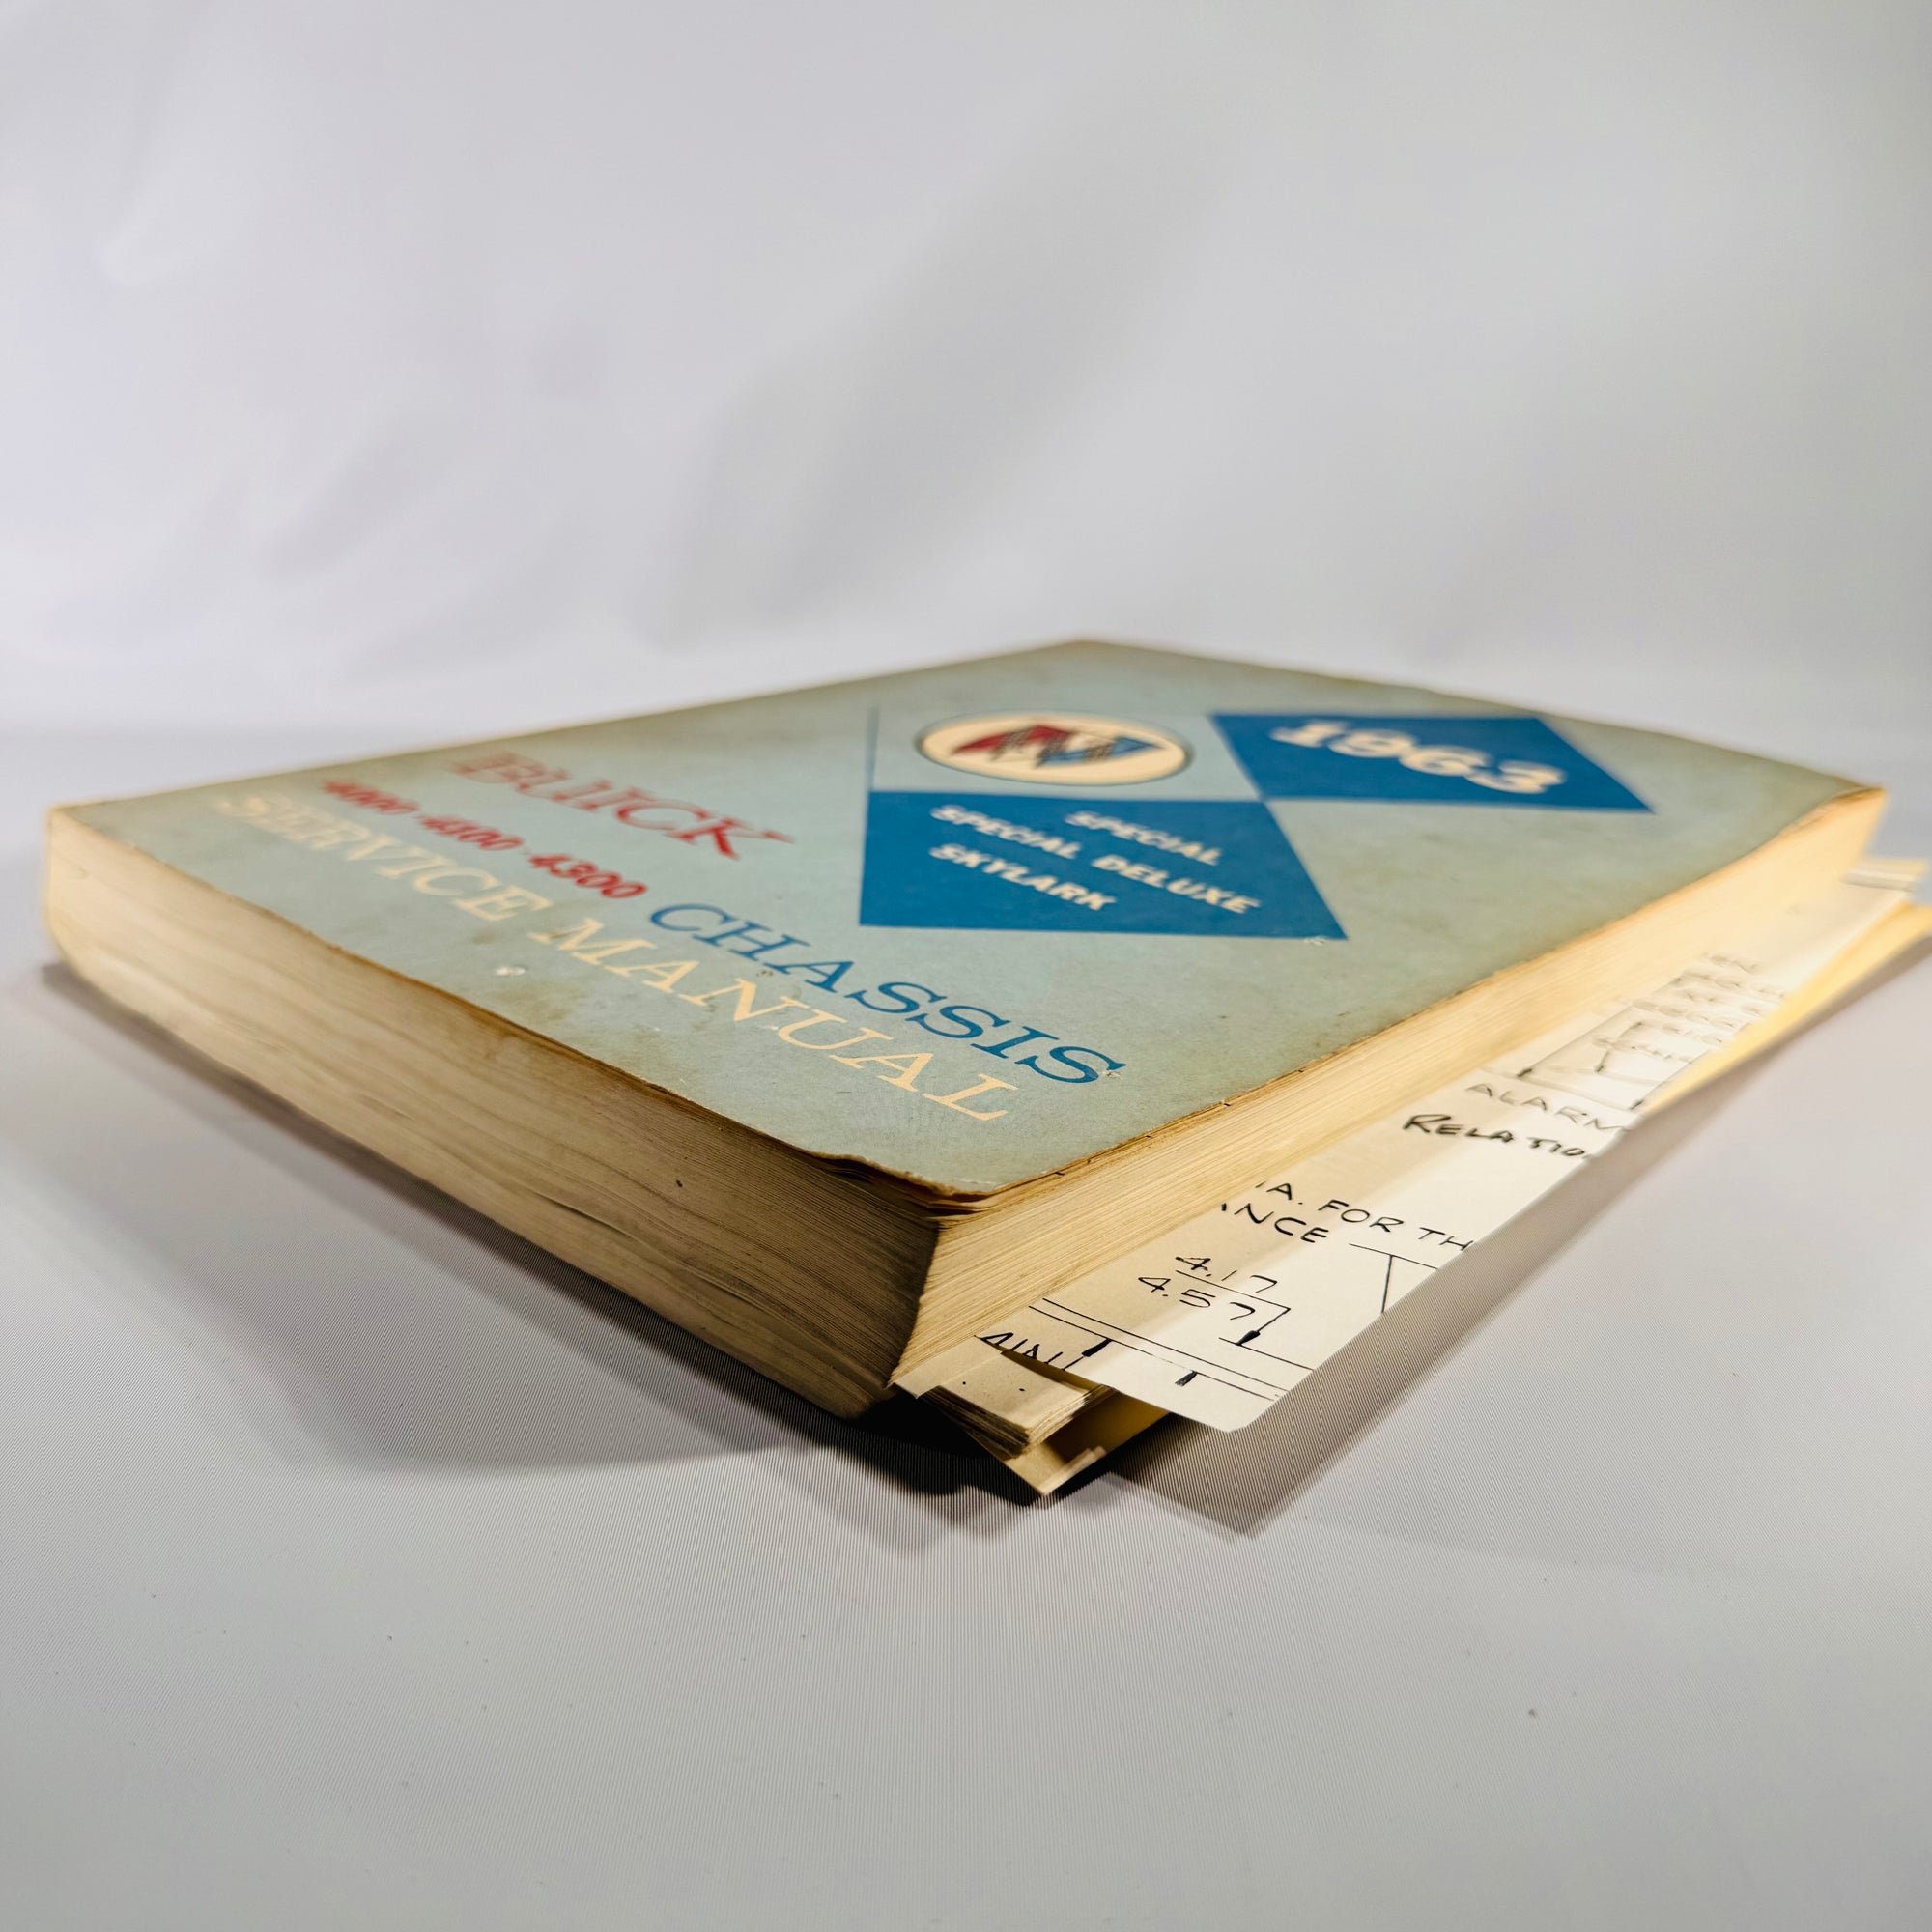 1963
SPECIAL
SPECIAL DELUXE
SKYLARK
BUICK
4000-4100-4300 CHASSIS
SERVICE MANUAL
ALARM
RELATIO
IA. FOR TH
NCE
4.17
4.57